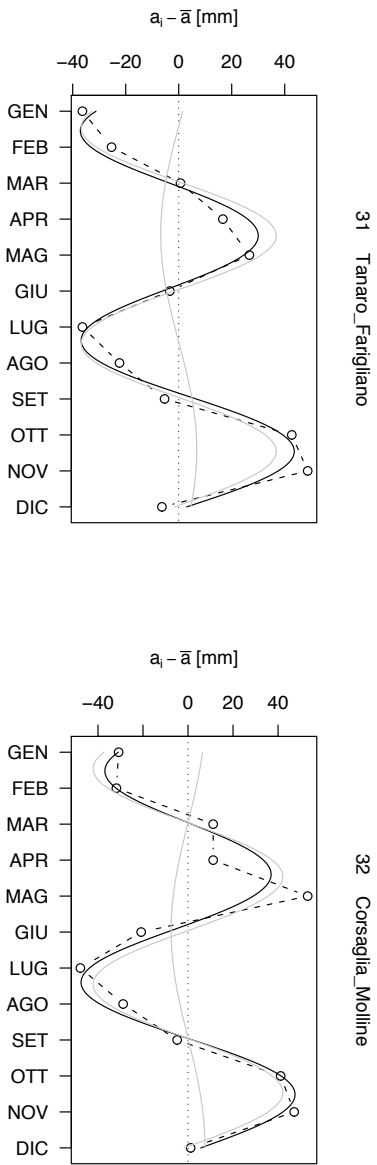 31 Tanaro_Farigliano
aᵢ – a̅ [mm]
−40 −20 0 20 40
GEN
FEB
MAR
APR
MAG
GIU
LUG
AGO
SET
OTT
NOV
DIC
32 Corsaglia_Molline
aᵢ – a̅ [mm]
−40 0 20 40
GEN
FEB
MAR
APR
MAG
GIU
LUG
AGO
SET
OTT
NOV
DIC